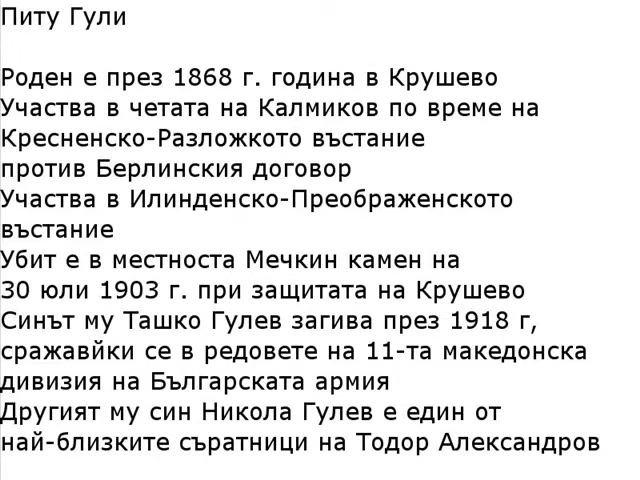 Питу Гули
Роден е през 1868 г. година в Крушево
Участва в четата на Калмиков по време на
Кресненско-Разложкото въстание
против Берлинския договор
Участва в Илинденско-Преображенското
въстание
Убит е в местноста Мечкин камен на
30 юли 1903 г. при защитата на Крушево
Синът му Ташко Гулев загива през 1918 г,
сражавйки се в редовете на 11-та македонска
дивизия на Българската армия
Другият му син Никола Гулев е един от
най-близките съратници на Тодор Александров